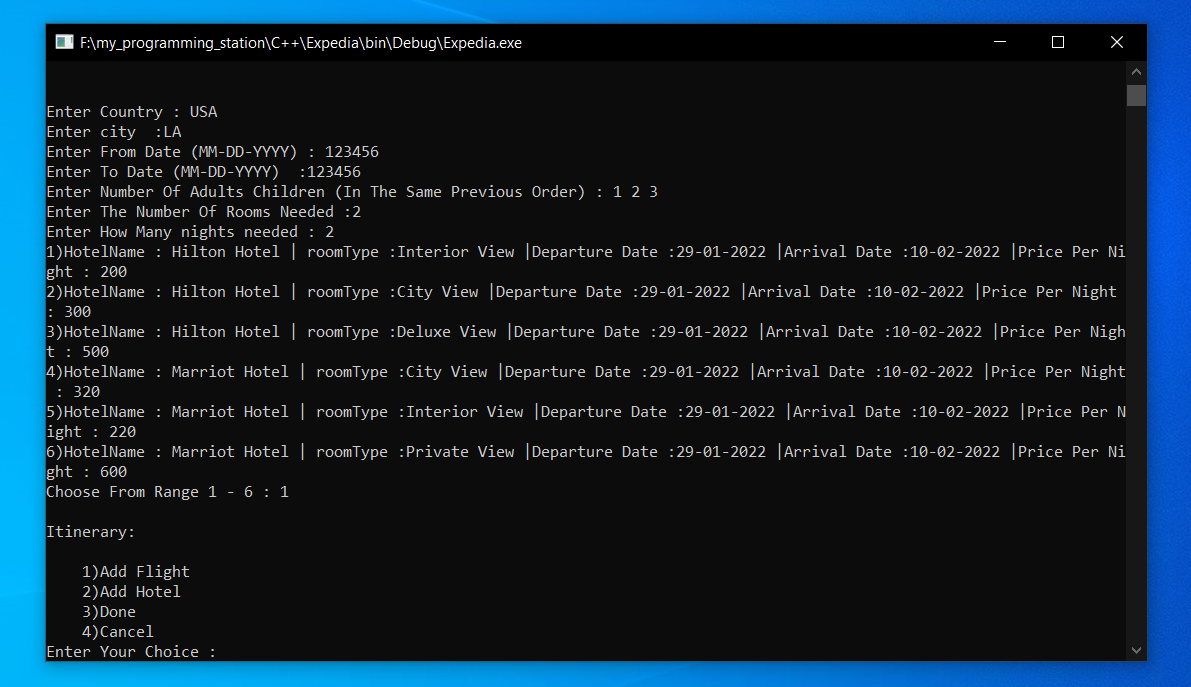 F:\my_programming_station\C++\Expedia\bin\Debug\Expedia.exe
Enter Country : USA
Enter city  :LA
Enter From Date (MM-DD-YYYY) : 123456
Enter To Date (MM-DD-YYYY)  :123456
Enter Number Of Adults Children (In The Same Previous Order) : 1 2 3
Enter The Number Of Rooms Needed :2
Enter How Many nights needed : 2
1)HotelName : Hilton Hotel | roomType :Interior View |Departure Date :29-01-2022 |Arrival Date :10-02-2022 |Price Per Ni
ght : 200
2)HotelName : Hilton Hotel | roomType :City View |Departure Date :29-01-2022 |Arrival Date :10-02-2022 |Price Per Night
: 300
3)HotelName : Hilton Hotel | roomType :Deluxe View |Departure Date :29-01-2022 |Arrival Date :10-02-2022 |Price Per Nigh
t : 500
4)HotelName : Marriot Hotel | roomType :City View |Departure Date :29-01-2022 |Arrival Date :10-02-2022 |Price Per Night
 : 320
5)HotelName : Marriot Hotel | roomType :Interior View |Departure Date :29-01-2022 |Arrival Date :10-02-2022 |Price Per N
ight : 220
6)HotelName : Marriot Hotel | roomType :Private View |Departure Date :29-01-2022 |Arrival Date :10-02-2022 |Price Per Ni
ght : 600
Choose From Range 1 - 6 : 1
Itinerary:
    1)Add Flight
    2)Add Hotel
    3)Done
    4)Cancel
Enter Your Choice :